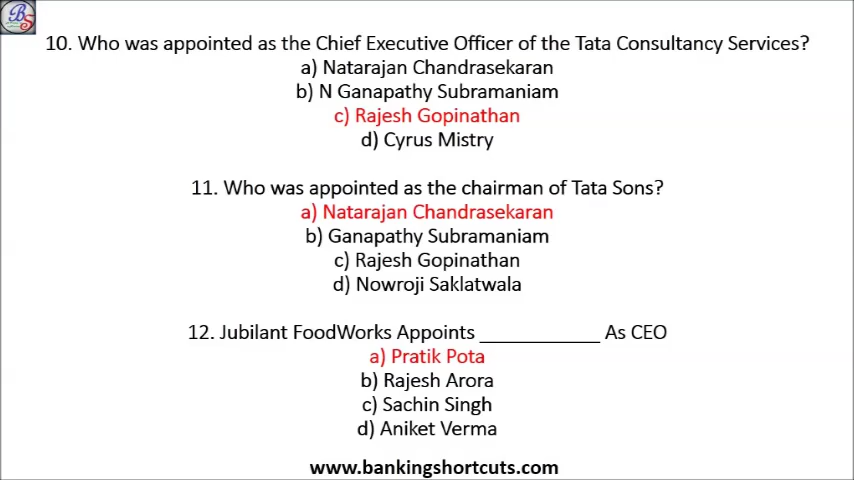 BS
10. Who was appointed as the Chief Executive Officer of the Tata Consultancy Services?
a) Natarajan Chandrasekaran
b) N Ganapathy Subramaniam
c) Rajesh Gopinathan
d) Cyrus Mistry
11. Who was appointed as the chairman of Tata Sons?
a) Natarajan Chandrasekaran
b) Ganapathy Subramaniam
c) Rajesh Gopinathan
d) Nowroji Saklatwala
12. Jubilant FoodWorks Appoints ___________ As CEO
a) Pratik Pota
b) Rajesh Arora
c) Sachin Singh
d) Aniket Verma
www.bankingshortcuts.com